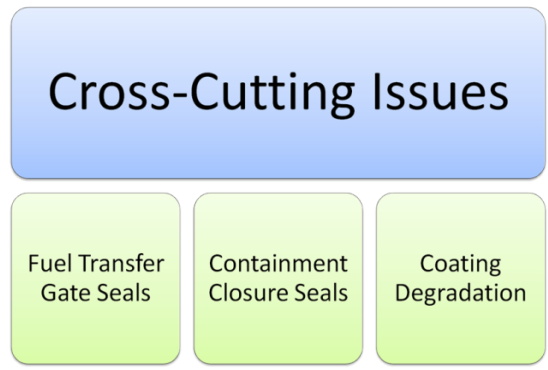 Cross-Cutting Issues
Fuel Transfer
Gate Seals
Containment
Closure Seals
Coating
Degradation